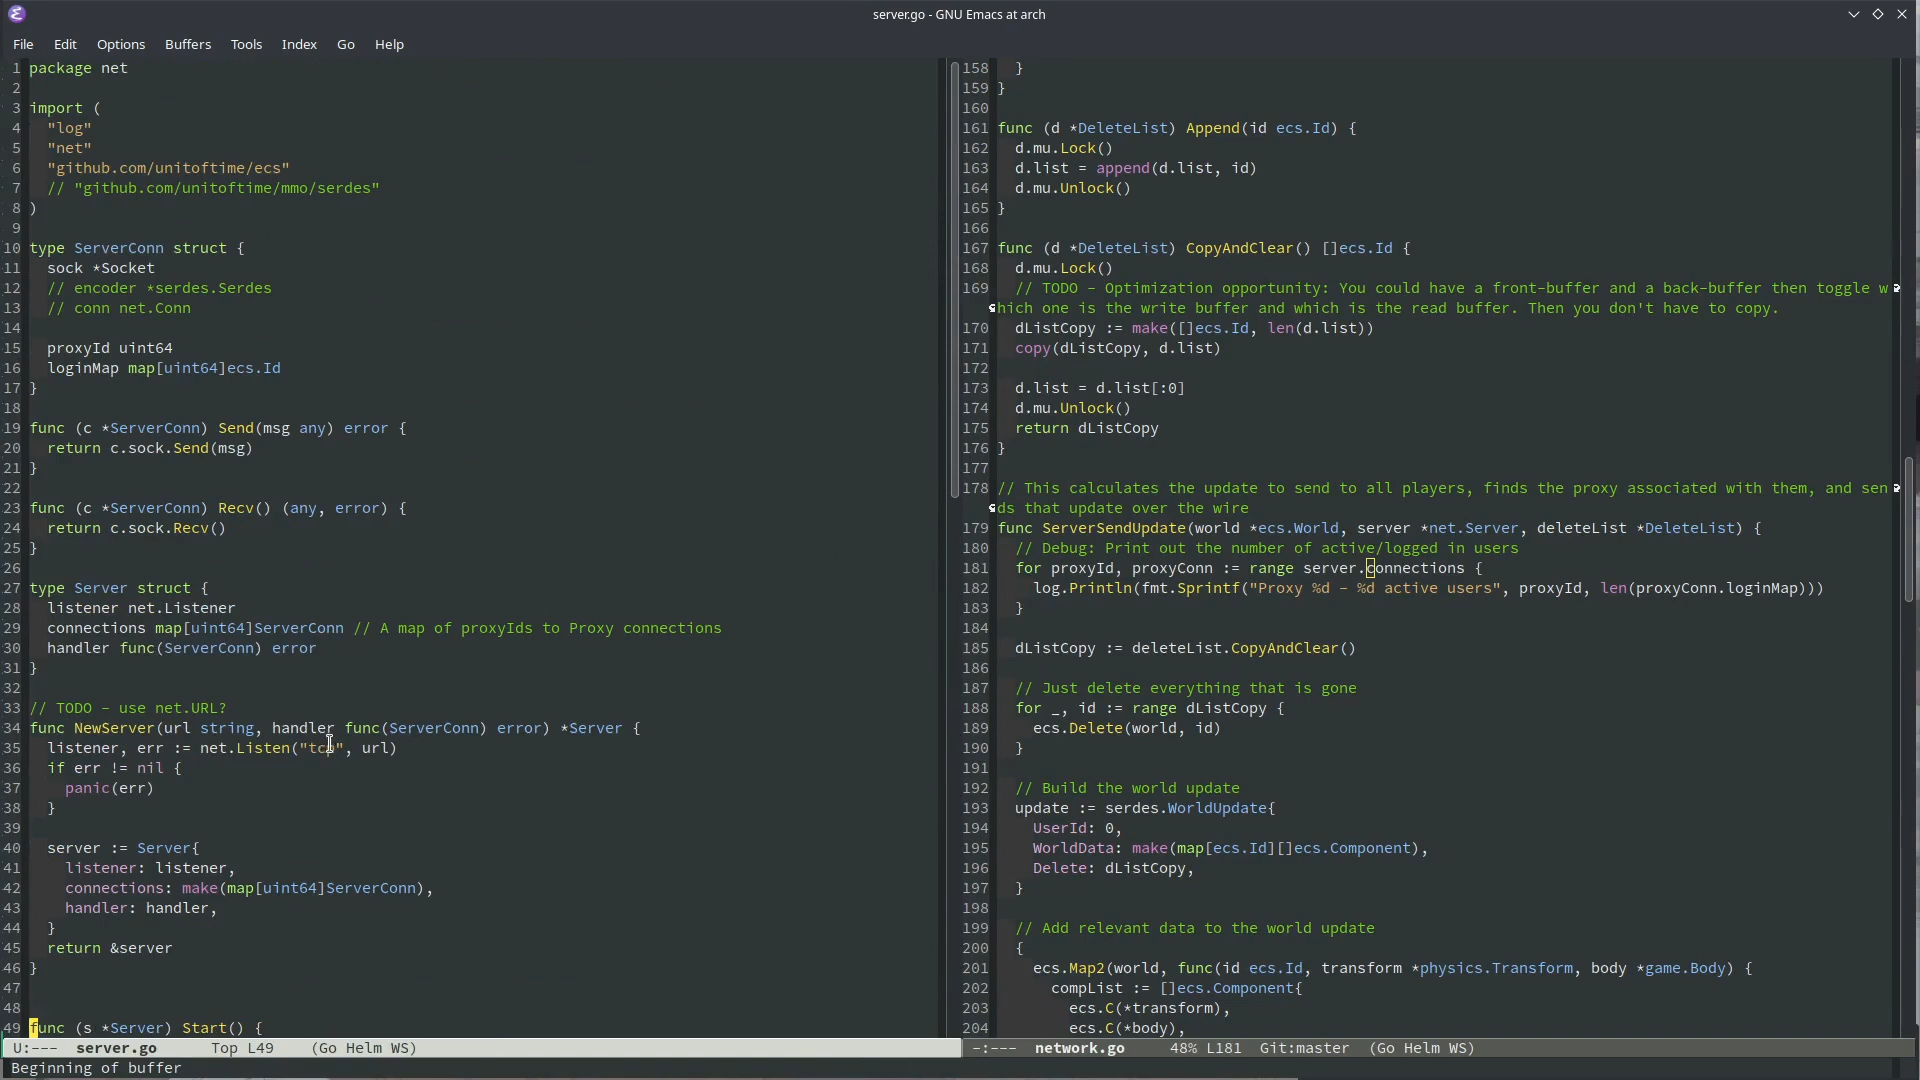 server.go - GNU Emacs at arch
File Edit Options Buffers Tools Index Go Help
1 package net
2
3 import (
4 "log"
5 "net"
6 "github.com/unitoftime/ecs"
7 // "github.com/unitoftime/mmo/serdes"
8 )
9
10 type ServerConn struct {
11 sock *Socket
12 // encoder *serdes.Serdes
13 // conn net.Conn
14
15 proxyId uint64
16 loginMap map[uint64]ecs.Id
17 }
18
19 func (c *ServerConn) Send(msg any) error {
20 return c.sock.Send(msg)
21 }
22
23 func (c *ServerConn) Recv() (any, error) {
24 return c.sock.Recv()
25 }
26
27 type Server struct {
28 listener net.Listener
29 connections map[uint64]ServerConn // A map of proxyIds to Proxy connections
30 handler func(ServerConn) error
31 }
32
33 // TODO - use net.URL?
34 func NewServer(url string, handler func(ServerConn) error) *Server {
35 listener, err := net.Listen("tcp", url)
36 if err != nil {
37 panic(err)
38 }
39
40 server := Server{
41 listener: listener,
42 connections: make(map[uint64]ServerConn),
43 handler: handler,
44 }
45 return &server
46 }
47
48
49 func (s *Server) Start() {
U:--- server.go Top L49 (Go Helm WS)
Beginning of buffer
158 }
159 }
160
161 func (d *DeleteList) Append(id ecs.Id) {
162 d.mu.Lock()
163 d.list = append(d.list, id)
164 d.mu.Unlock()
165 }
166
167 func (d *DeleteList) CopyAndClear() []ecs.Id {
168 d.mu.Lock()
169 // TODO - Optimization opportunity: You could have a front-buffer and a back-buffer then toggle w
hich one is the write buffer and which is the read buffer. Then you don't have to copy.
170 dListCopy := make([]ecs.Id, len(d.list))
171 copy(dListCopy, d.list)
172
173 d.list = d.list[:0]
174 d.mu.Unlock()
175 return dListCopy
176 }
177
178 // This calculates the update to send to all players, finds the proxy associated with them, and sen
ds that update over the wire
179 func ServerSendUpdate(world *ecs.World, server *net.Server, deleteList *DeleteList) {
180 // Debug: Print out the number of active/logged in users
181 for proxyId, proxyConn := range server.connections {
182 log.Println(fmt.Sprintf("Proxy %d - %d active users", proxyId, len(proxyConn.loginMap)))
183 }
184
185 dListCopy := deleteList.CopyAndClear()
186
187 // Just delete everything that is gone
188 for _, id := range dListCopy {
189 ecs.Delete(world, id)
190 }
191
192 // Build the world update
193 update := serdes.WorldUpdate{
194 UserId: 0,
195 WorldData: make(map[ecs.Id][]ecs.Component),
196 Delete: dListCopy,
197 }
198
199 // Add relevant data to the world update
200 {
201 ecs.Map2(world, func(id ecs.Id, transform *physics.Transform, body *game.Body) {
202 compList := []ecs.Component{
203 ecs.C(*transform),
204 ecs.C(*body),
-:--- network.go 48% L181 Git:master (Go Helm WS)